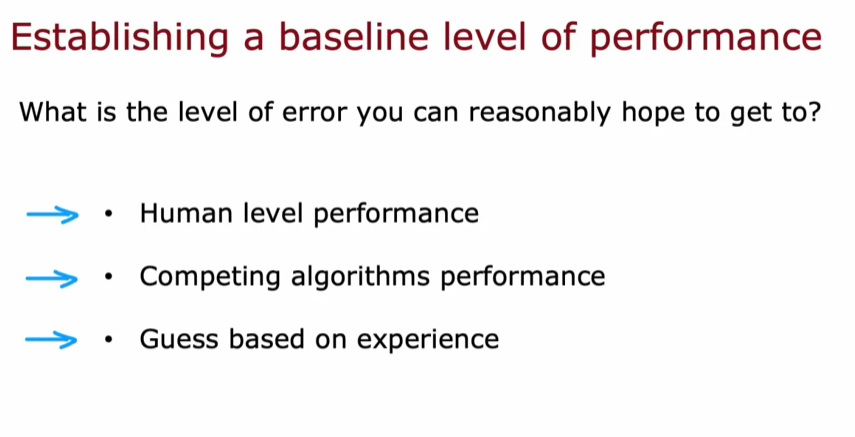 Establishing a baseline level of performance
What is the level of error you can reasonably hope to get to?
• Human level performance
• Competing algorithms performance
• Guess based on experience